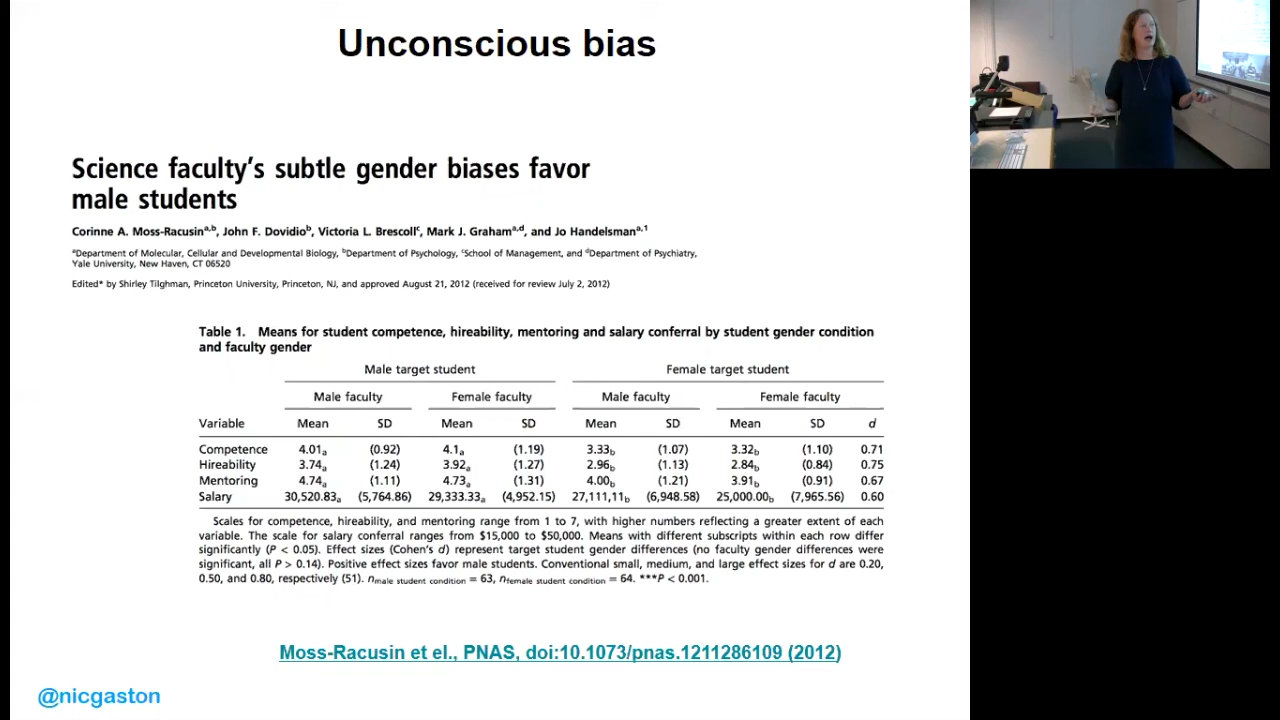 Unconscious bias
Science faculty's subtle gender biases favor
male students
Corinne A. Moss-Racusina,b, John F. Dovidiob, Victoria L. Brescollc, Mark J. Grahama,d, and Jo Handelsmana,1
aDepartment of Molecular, Cellular and Developmental Biology, bDepartment of Psychology, cSchool of Management, and dDepartment of Psychiatry,
Yale University, New Haven, CT 06520
Edited* by Shirley Tilghman, Princeton University, Princeton, NJ, and approved August 21, 2012 (received for review July 2, 2012)
Table 1. Means for student competence, hireability, mentoring and salary conferral by student gender condition
and faculty gender
Male target student Female target student
Male faculty Female faculty Male faculty Female faculty
Variable Mean SD Mean SD Mean SD Mean SD d
Competence 4.01a (0.92) 4.1a (1.19) 3.33b (1.07) 3.32b (1.10) 0.71
Hireability 3.74a (1.24) 3.92a (1.27) 2.96b (1.13) 2.84b (0.84) 0.75
Mentoring 4.74a (1.11) 4.73a (1.31) 4.00b (1.21) 3.91b (0.91) 0.67
Salary 30,520.83a (5,764.86) 29,333.33a (4,952.15) 27,111,11b (6,948.58) 25,000.00b (7,965.56) 0.60
Scales for competence, hireability, and mentoring range from 1 to 7, with higher numbers reflecting a greater extent of each
variable. The scale for salary conferral ranges from $15,000 to $50,000. Means with different subscripts within each row differ
significantly (P < 0.05). Effect sizes (Cohen's d) represent target student gender differences (no faculty gender differences were
significant, all P > 0.14). Positive effect sizes favor male students. Conventional small, medium, and large effect sizes for d are 0.20,
0.50, and 0.80, respectively (51). nmale student condition = 63, nfemale student condition = 64. ***P < 0.001.
Moss-Racusin et el., PNAS, doi:10.1073/pnas.1211286109 (2012)
@nicgaston